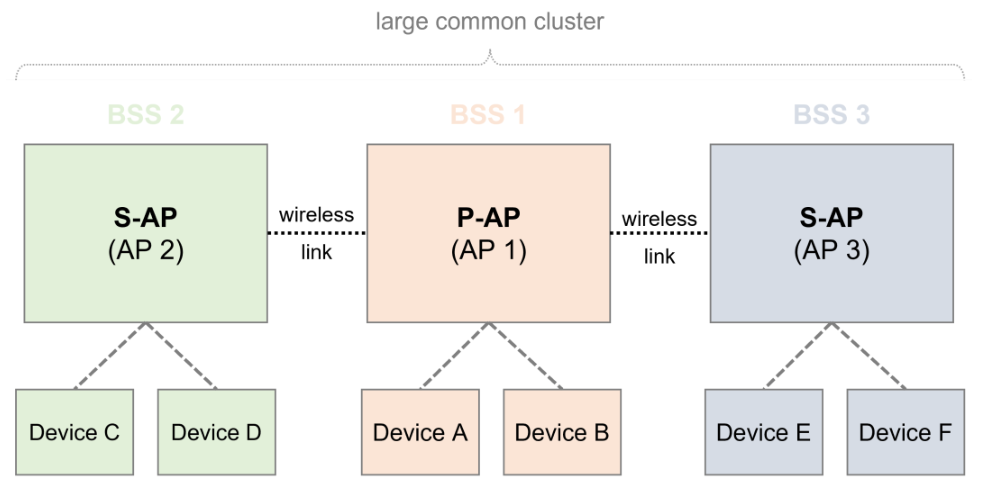 large common cluster
BSS 2
BSS 1
BSS 3
S-AP
(AP 2)
wireless
link
P-AP
(AP 1)
wireless
link
S-AP
(AP 3)
Device C
Device D
Device A
Device B
Device E
Device F